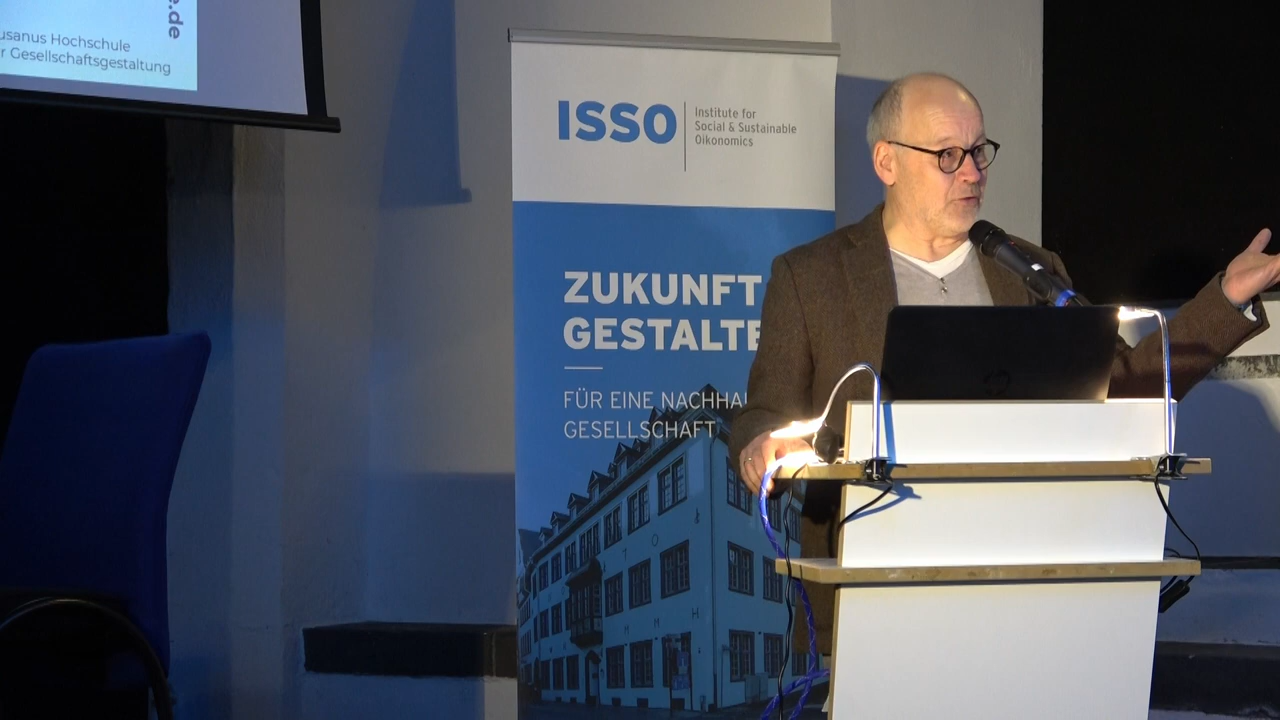 e.de
usanus Hochschule
r Gesellschaftsgestaltung
ISSO
Institute for
Social & Sustainable
Oikonomics
ZUKUNFT
GESTALTE
FÜR EINE NACHHA
GESELLSCHAFT